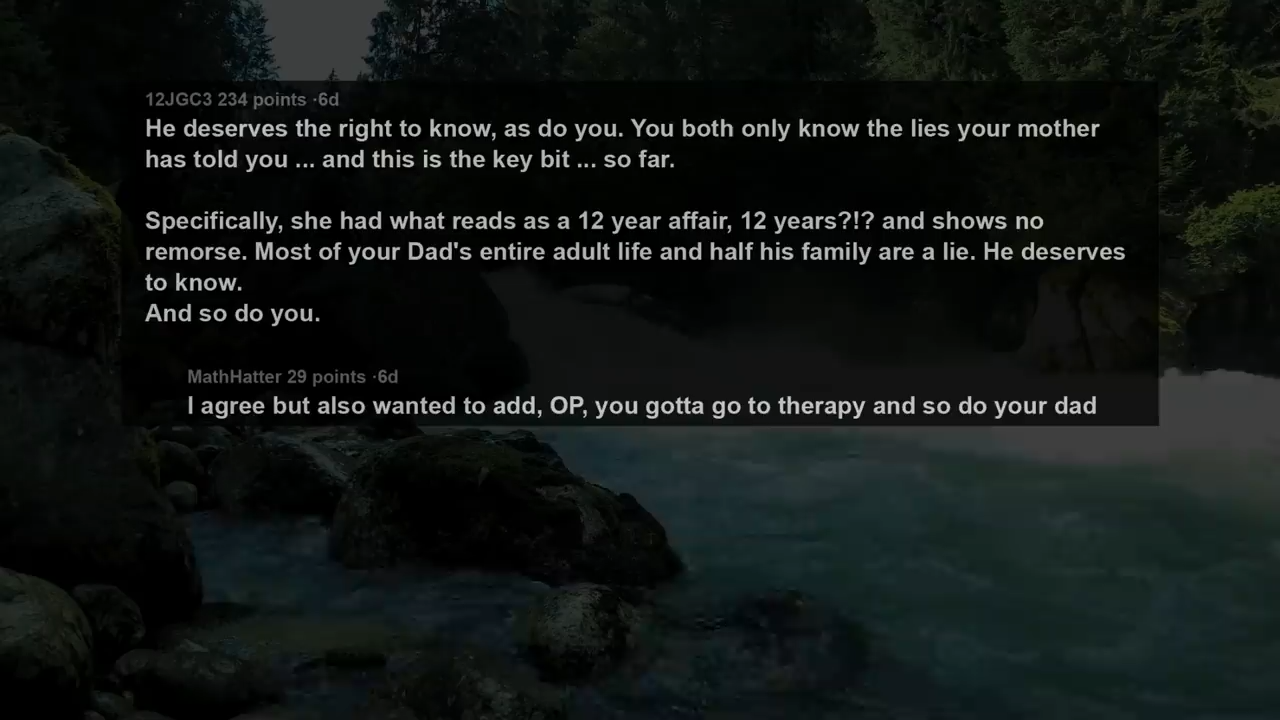 12JGC3 234 points ·6d
He deserves the right to know, as do you. You both only know the lies your mother
has told you ... and this is the key bit ... so far.
Specifically, she had what reads as a 12 year affair, 12 years?!? and shows no
remorse. Most of your Dad's entire adult life and half his family are a lie. He deserves
to know.
And so do you.
MathHatter 29 points ·6d
I agree but also wanted to add, OP, you gotta go to therapy and so do your dad